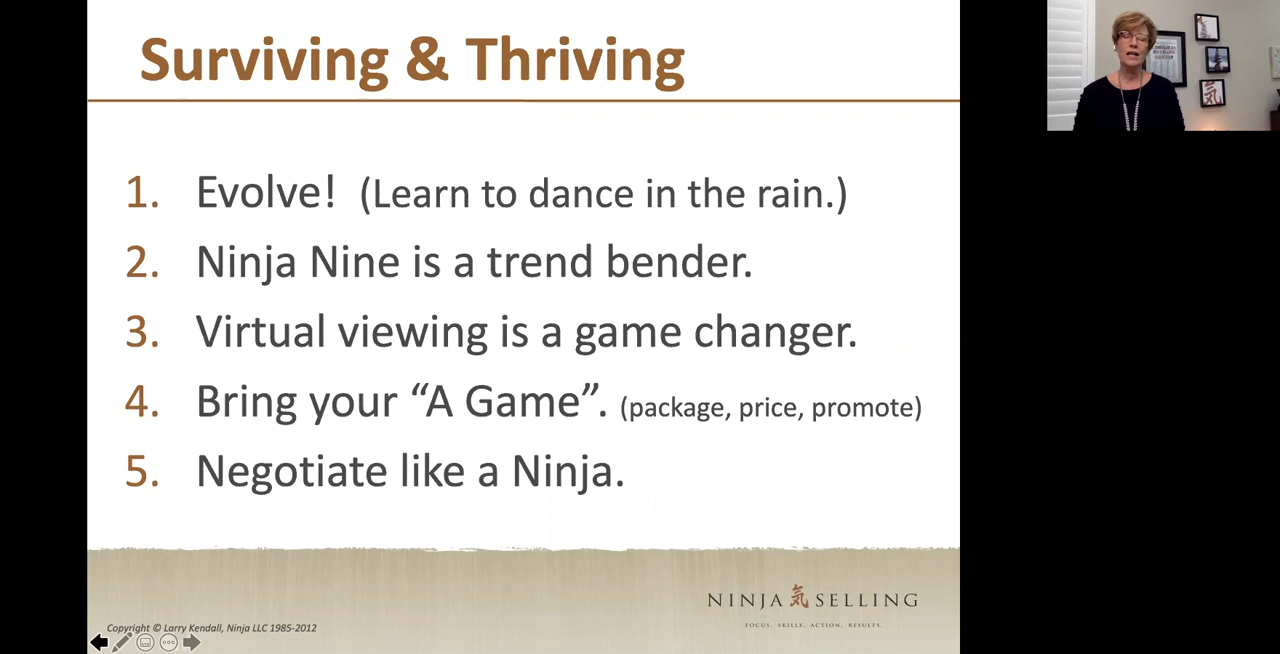 Surviving & Thriving
1. Evolve! (Learn to dance in the rain.)
2. Ninja Nine is a trend bender.
3. Virtual viewing is a game changer.
4. Bring your “A Game”. (package, price, promote)
5. Negotiate like a Ninja.
NINJA 気 SELLING
FOCUS. SKILLS. ACTION. RESULTS.
Copyright © Larry Kendall, Ninja LLC 1985-2012
気